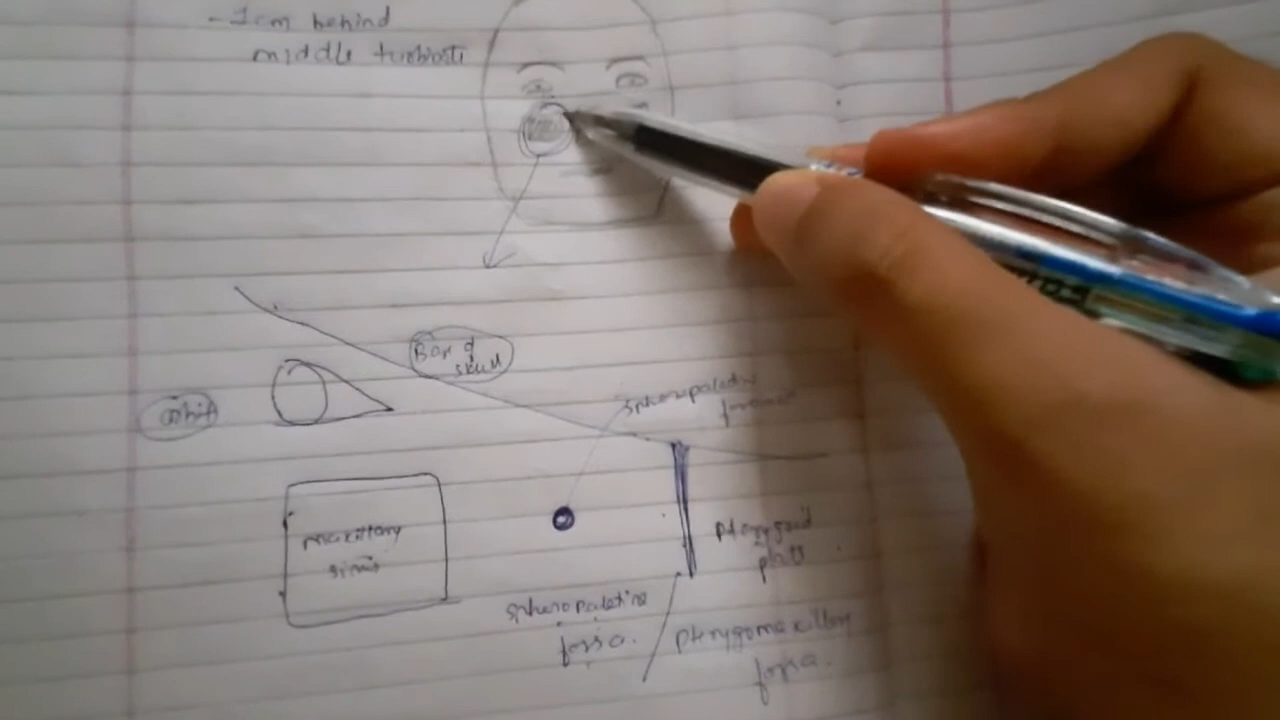 - 1cm behind
middle turbinate
Base of
skull
orbit
sphenopalatine
foramen
maxillary
sinus
pterygoid
plate
sphenopalatine
fossa.
pterygomaxillary
fossa.